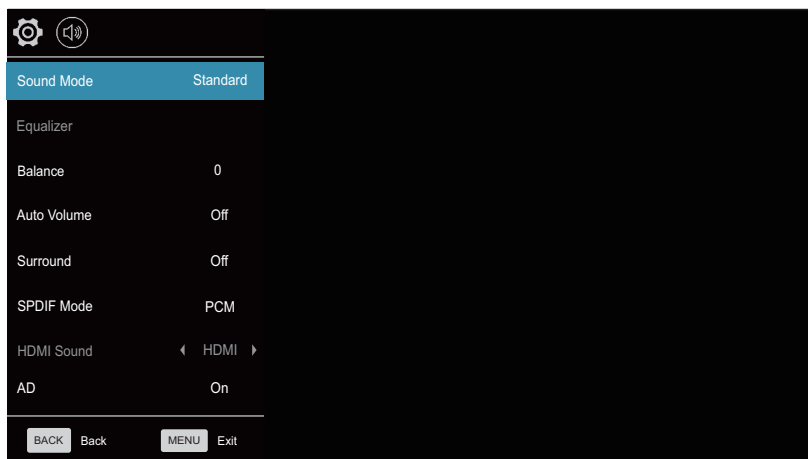 Sound Mode Standard
Equalizer
Balance 0
Auto Volume Off
Surround Off
SPDIF Mode PCM
HDMI Sound HDMI
AD On
BACK Back MENU Exit